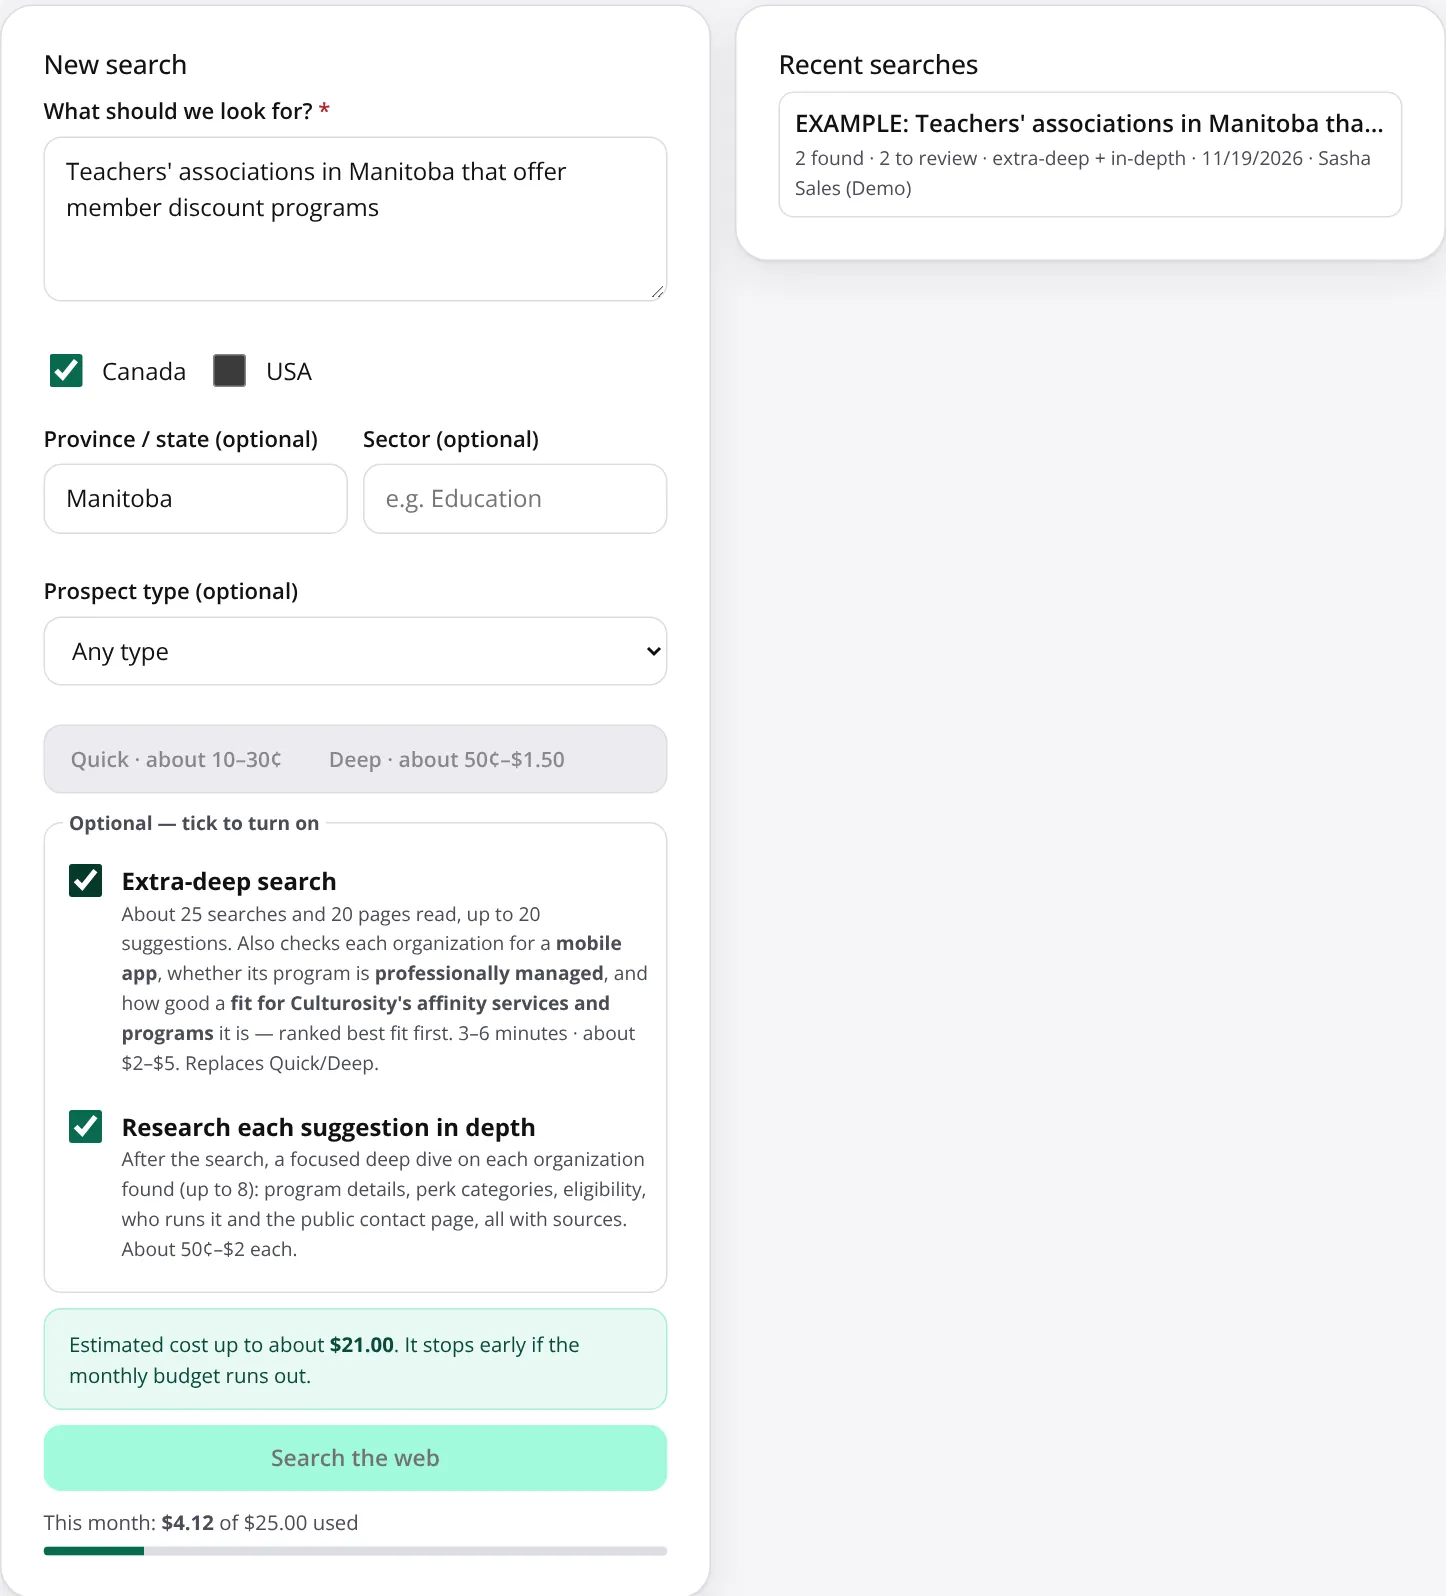 New search
What should we look for? *
Teachers' associations in Manitoba that offer
member discount programs
Canada
USA
Province / state (optional)
Sector (optional)
Manitoba
e.g. Education
Prospect type (optional)
Any type
Quick · about 10–30¢
Deep · about 50¢–$1.50
Optional — tick to turn on
Extra-deep search
About 25 searches and 20 pages read, up to 20
suggestions. Also checks each organization for a mobile
app, whether its program is professionally managed, and
how good a fit for Culturosity's affinity services and
programs it is — ranked best fit first. 3–6 minutes · about
$2–$5. Replaces Quick/Deep.
Research each suggestion in depth
After the search, a focused deep dive on each organization
found (up to 8): program details, perk categories, eligibility,
who runs it and the public contact page, all with sources.
About 50¢–$2 each.
Estimated cost up to about $21.00. It stops early if the
monthly budget runs out.
Search the web
This month: $4.12 of $25.00 used
Recent searches
EXAMPLE: Teachers' associations in Manitoba tha...
2 found · 2 to review · extra-deep + in-depth · 11/19/2026 · Sasha
Sales (Demo)